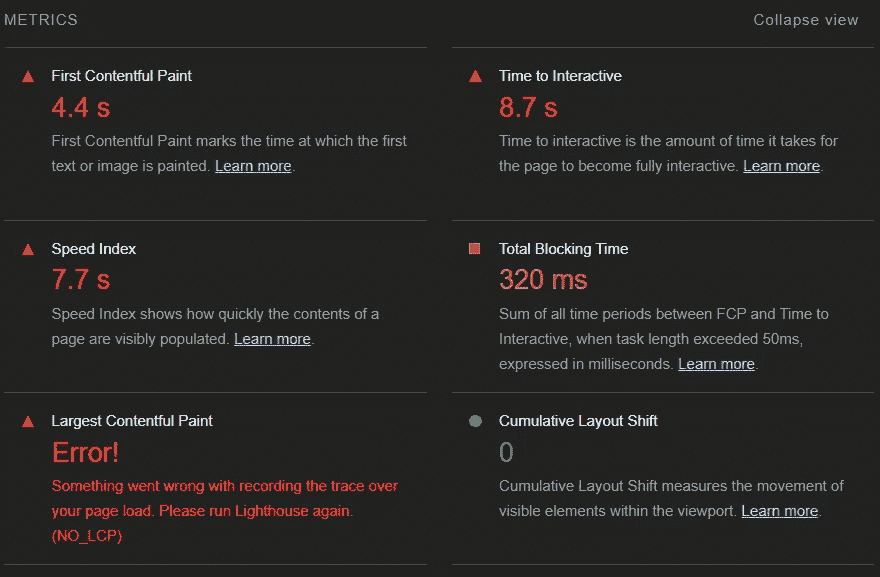 METRICS
Collapse view
First Contentful Paint
4.4 s
First Contentful Paint marks the time at which the first
text or image is painted. Learn more.
Time to Interactive
8.7 s
Time to interactive is the amount of time it takes for
the page to become fully interactive. Learn more.
Speed Index
7.7 s
Speed Index shows how quickly the contents of a
page are visibly populated. Learn more.
Total Blocking Time
320 ms
Sum of all time periods between FCP and Time to
Interactive, when task length exceeded 50ms,
expressed in milliseconds. Learn more.
Largest Contentful Paint
Error!
Something went wrong with recording the trace over
your page load. Please run Lighthouse again.
(NO_LCP)
Cumulative Layout Shift
0
Cumulative Layout Shift measures the movement of
visible elements within the viewport. Learn more.